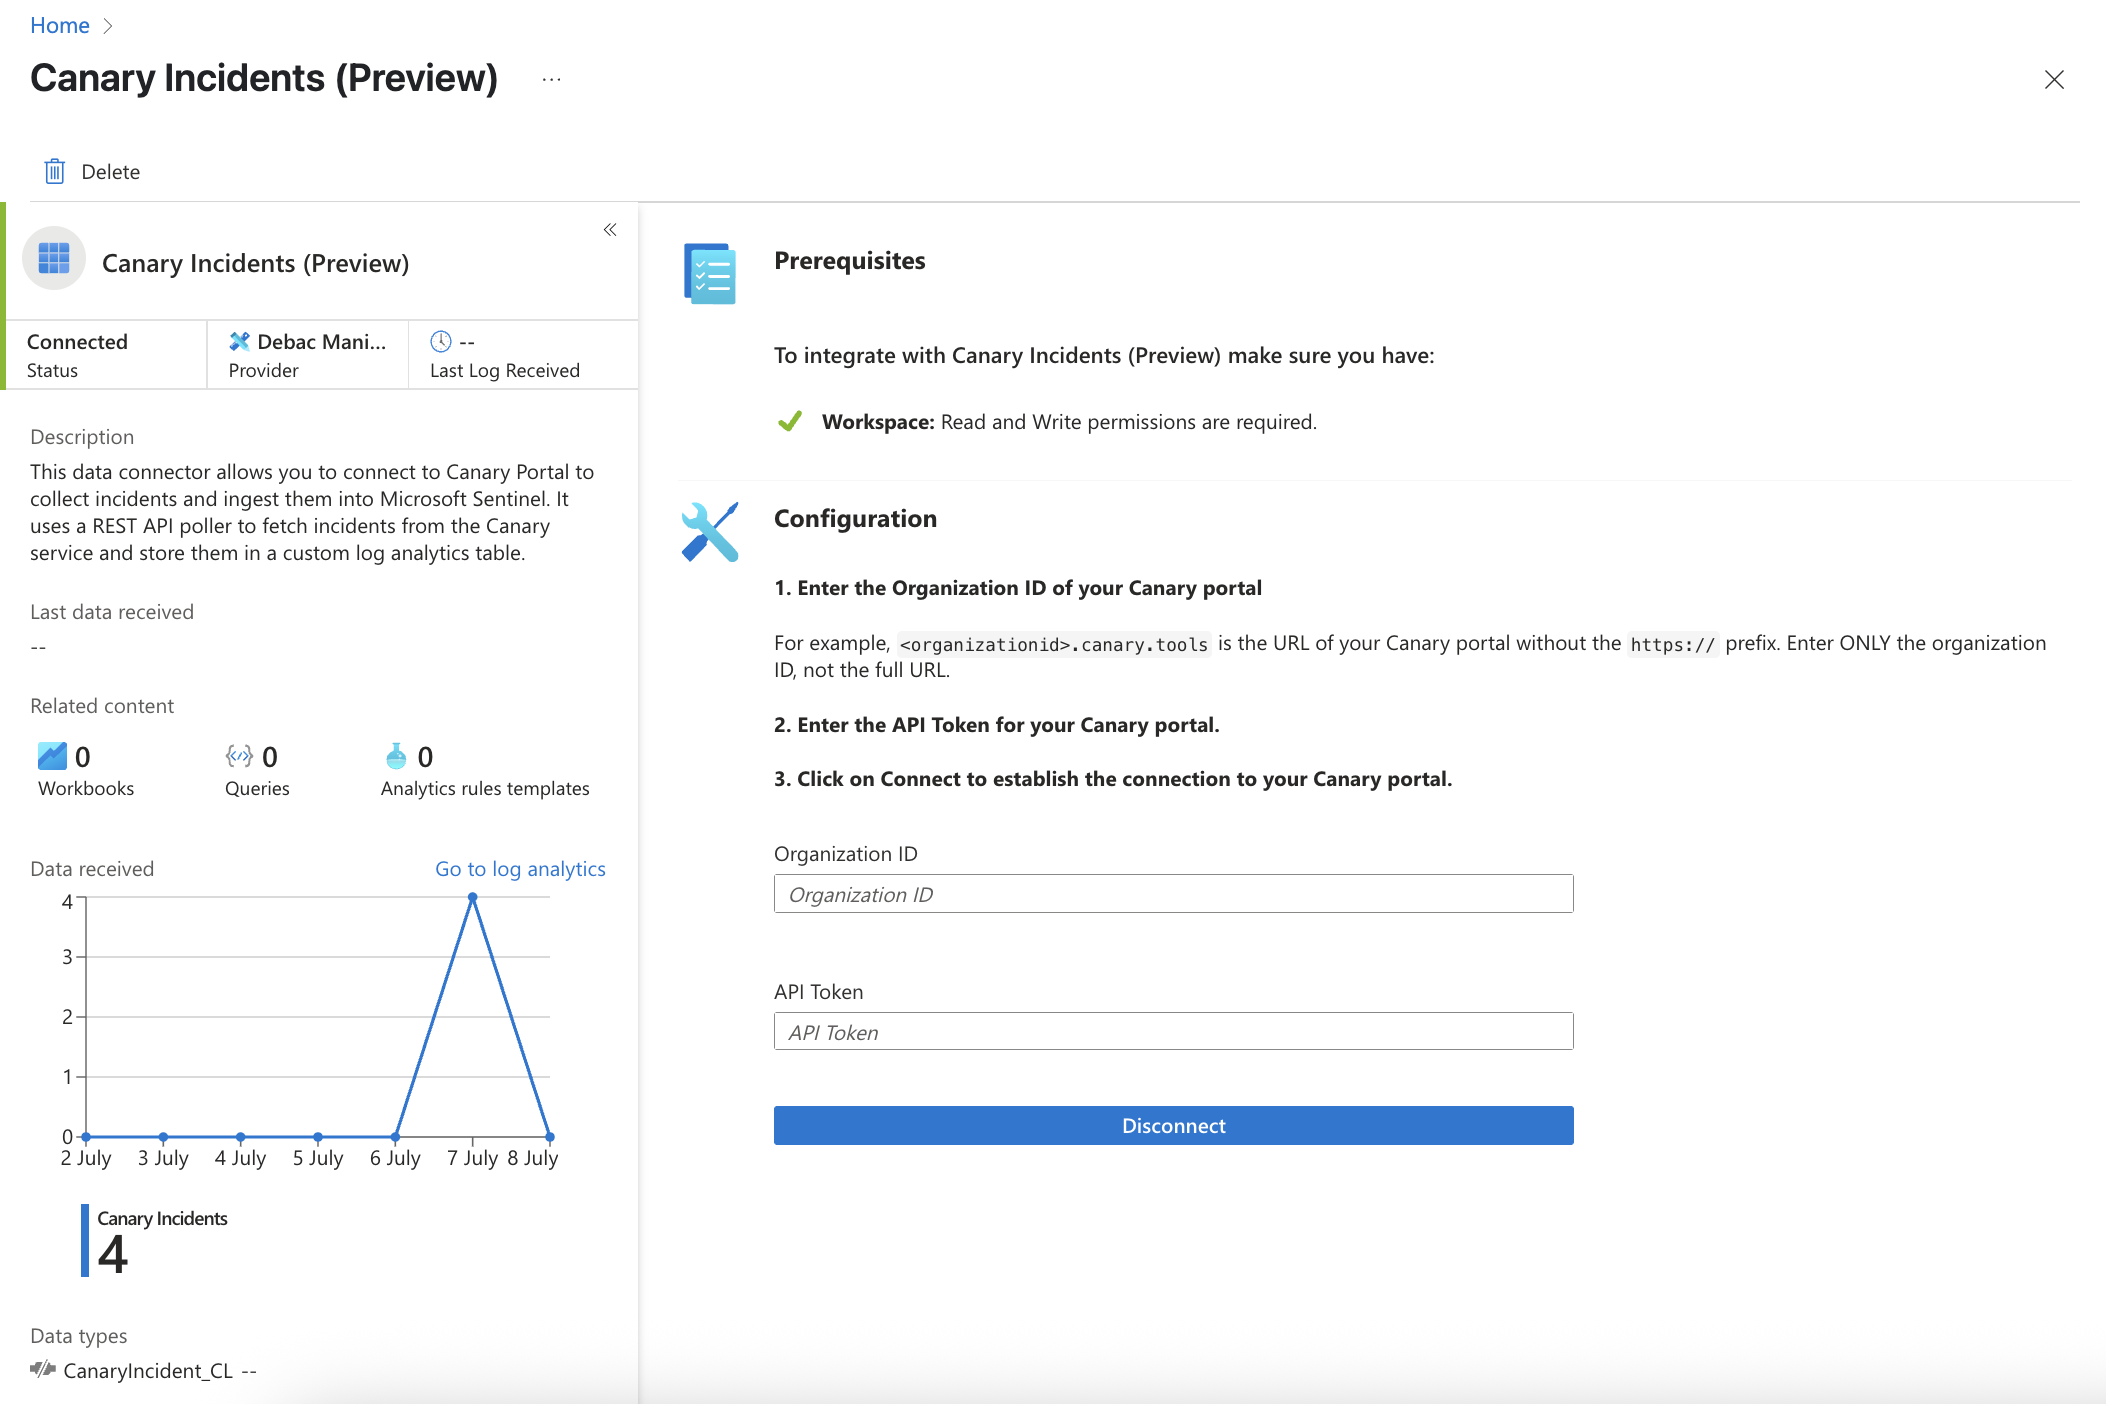 Home
Canary Incidents (Preview) ...
Delete
Canary Incidents (Preview)
Connected
Status
Debac Mani...
Provider
--
Last Log Received
Description
This data connector allows you to connect to Canary Portal to
collect incidents and ingest them into Microsoft Sentinel. It
uses a REST API poller to fetch incidents from the Canary
service and store them in a custom log analytics table.
Last data received
--
Related content
0
Workbooks
0
Queries
0
Analytics rules templates
Data received
Go to log analytics
4
3
2
1
0
2 July 3 July 4 July 5 July 6 July 7 July 8 July
Canary Incidents
4
Data types
CanaryIncident_CL --
Prerequisites
To integrate with Canary Incidents (Preview) make sure you have:
Workspace: Read and Write permissions are required.
Configuration
1. Enter the Organization ID of your Canary portal
For example, <organizationid>.canary.tools is the URL of your Canary portal without the https:// prefix. Enter ONLY the organization
ID, not the full URL.
2. Enter the API Token for your Canary portal.
3. Click on Connect to establish the connection to your Canary portal.
Organization ID
Organization ID
API Token
API Token
Disconnect